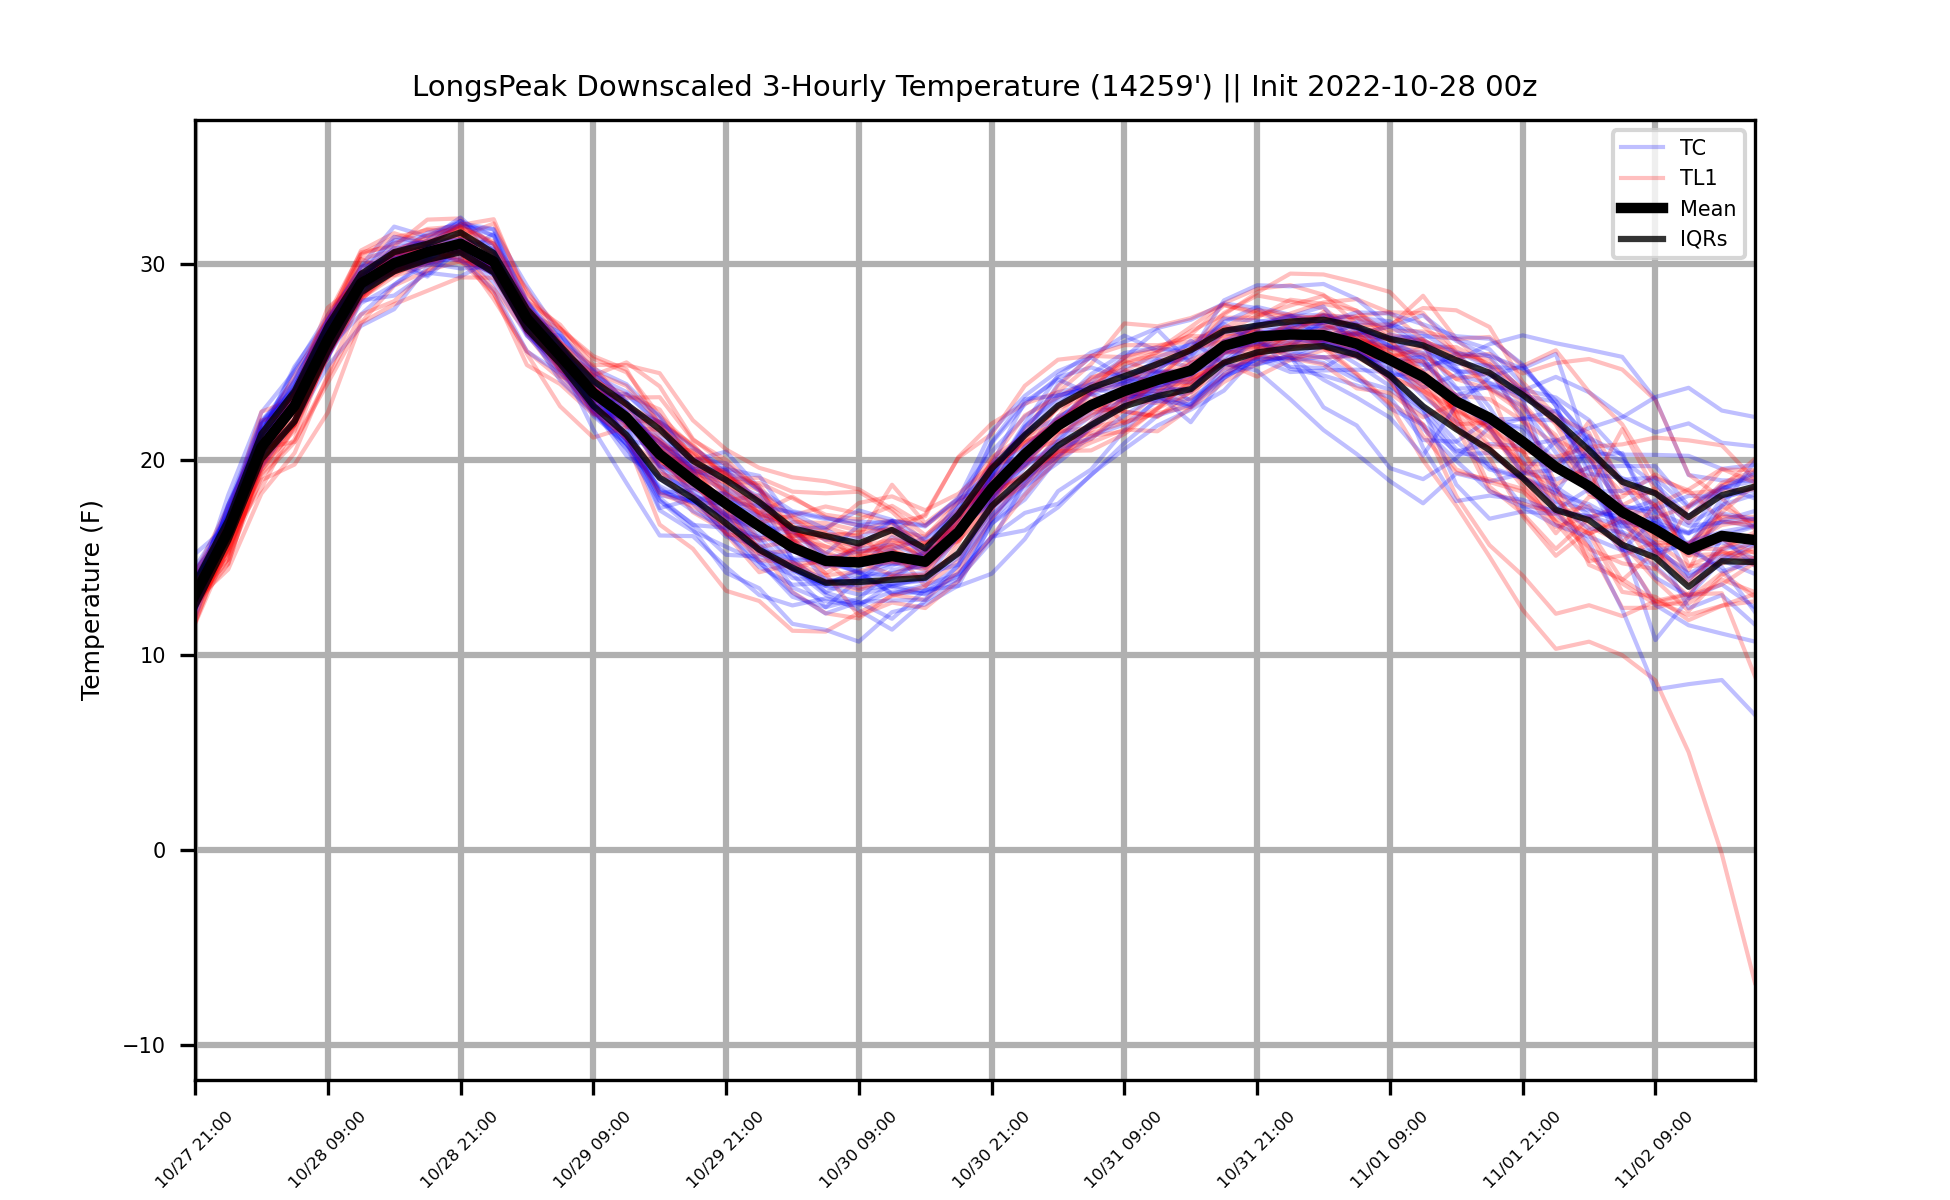 LongsPeak Downscaled 3-Hourly Temperature (14259') || Init 2022-10-28 00z
TC
TL1
Mean
IQRs
Temperature (F)
30
20
10
0
−10
10/27 21:00
10/28 09:00
10/28 21:00
10/29 09:00
10/29 21:00
10/30 09:00
10/30 21:00
10/31 09:00
10/31 21:00
11/01 09:00
11/01 21:00
11/02 09:00